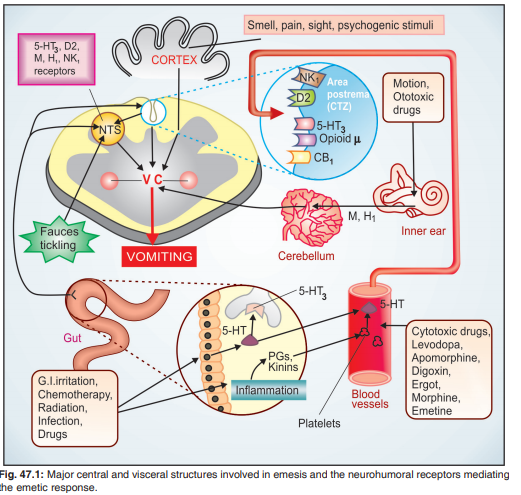 Smell, pain, sight, psychogenic stimuli
5-HT3, D2,
M, H1, NK1
receptors
CORTEX
NK1
Area
postrema
(CTZ)
D2
5-HT3
Opioid μ
CB1
Motion,
Ototoxic
drugs
NTS
V C
Fauces
tickling
VOMITING
M, H1
Cerebellum
Inner ear
Gut
5-HT3
5-HT
5-HT
PGs,
Kinins
Inflammation
G.I.irritation,
Chemotherapy,
Radiation,
Infection,
Drugs
Platelets
Blood
vessels
Cytotoxic drugs,
Levodopa,
Apomorphine,
Digoxin,
Ergot,
Morphine,
Emetine
Fig. 47.1: Major central and visceral structures involved in emesis and the neurohumoral receptors mediating
the emetic response.